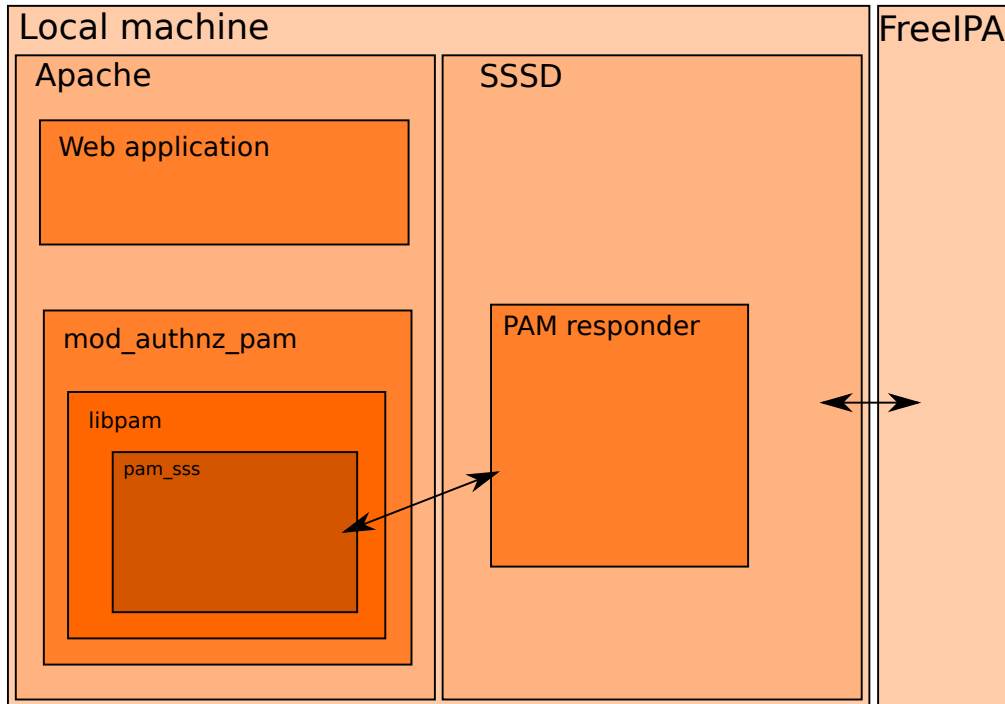 Local machine
FreeIPA
Apache
SSSD
Web application
mod_authnz_pam
PAM responder
libpam
pam_sss